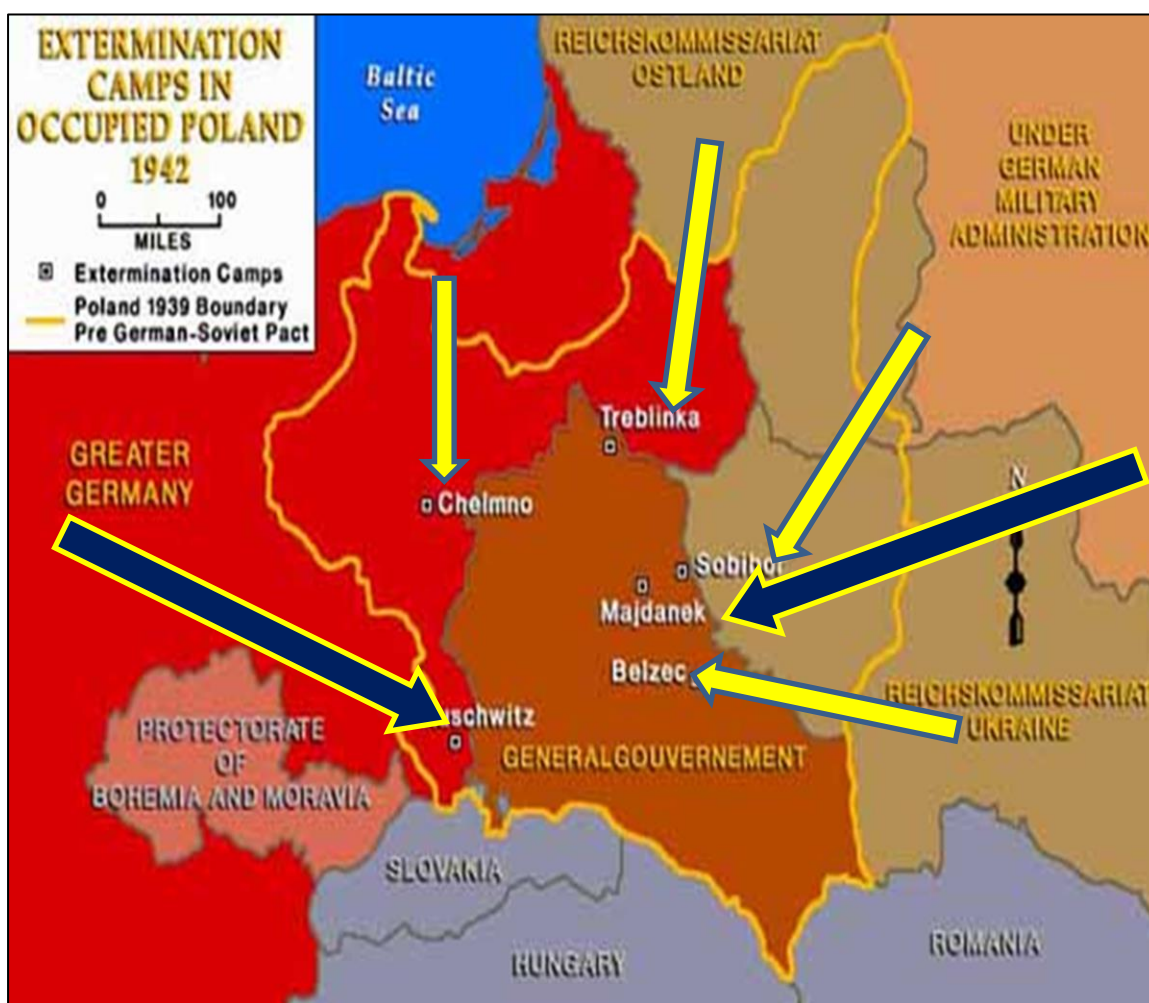 EXTERMINATION
CAMPS IN
OCCUPIED POLAND
1942
0 100
MILES
Extermination Camps
Poland 1939 Boundary
Pre German-Soviet Pact
Baltic
Sea
REICHSKOMMISSARIAT
OSTLAND
UNDER
GERMAN
MILITARY
ADMINISTRATION
GREATER
GERMANY
Treblinka
Chelmno
N
Sobibor
Majdanek
Belzec
REICHSKOMMISSARIAT
UKRAINE
uschwitz
PROTECTORATE
OF
BOHEMIA AND MORAVIA
GENERALGOUVERNEMENT
SLOVAKIA
HUNGARY
ROMANIA